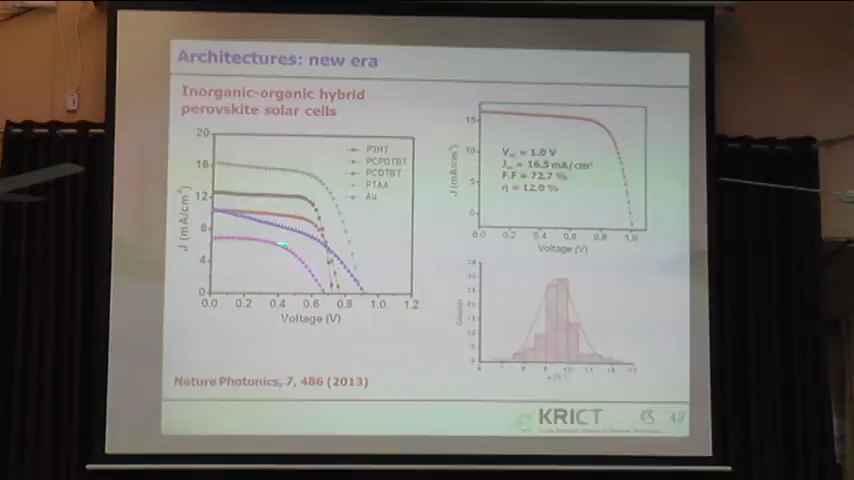 Architectures: new era
Inorganic-organic hybrid
perovskite solar cells
20
16
12
8
4
0
0.0 0.2 0.4 0.6 0.8 1.0 1.2
J (mA/cm²)
Voltage (V)
P3HT
PCPDTBT
PCDTBT
PTAA
Au
15
10
5
0
0.0 0.2 0.4 0.6 0.8 1.0
J (mA/cm²)
Voltage (V)
= 1.0 V
= 16.5 mA/cm²
F.F = 72.7 %
η = 12.0 %
Counts
Nature Photonics, 7, 486 (2013)
KRICT
42